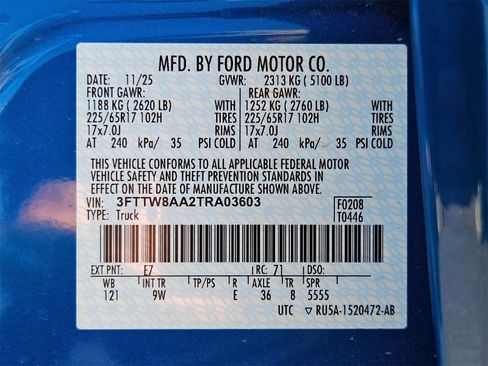 MFD. BY FORD MOTOR CO.
DATE: 11/25 GVWR: 2313 KG ( 5100 LB)
FRONT GAWR: REAR GAWR:
1188 KG ( 2620 LB) WITH 1252 KG ( 2760 LB) WITH
225/65R17 102H TIRES 225/65R17 102H TIRES
17x7.0J RIMS 17x7.0J RIMS
AT 240 kPa/ 35 PSI COLD AT 240 kPa/ 35 PSI COLD
THIS VEHICLE CONFORMS TO ALL APPLICABLE FEDERAL MOTOR
VEHICLE SAFETY AND THEFT PREVENTION STANDARDS IN
EFFECT ON THE DATE OF MANUFACTURE SHOWN ABOVE.
VIN: 3FTTW8AA2TRA03603 F0208
TYPE: Truck T0446
EXT PNT: E7 RC: 71 DSO:
WB INT TR TP/PS R AXLE TR SPR
121 9W E 36 8 5555
UTC RU5A-1520472-AB